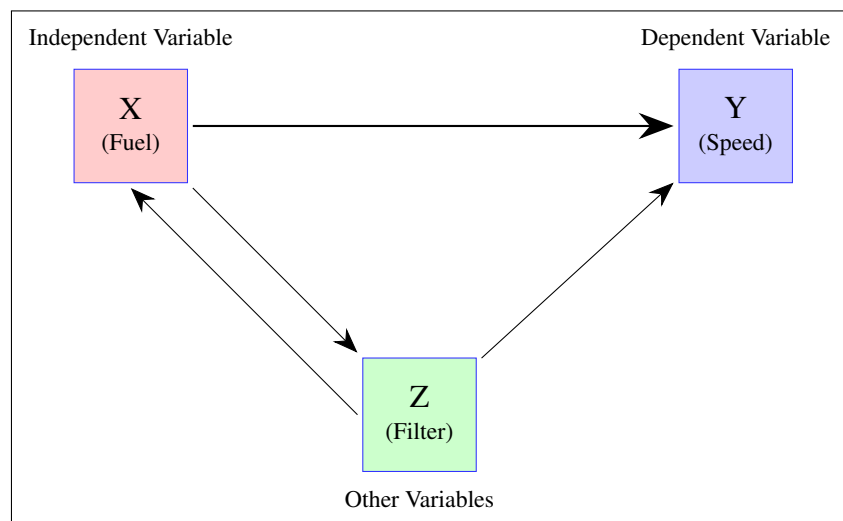 Independent Variable
Dependent Variable
X
(Fuel)
Y
(Speed)
Z
(Filter)
Other Variables